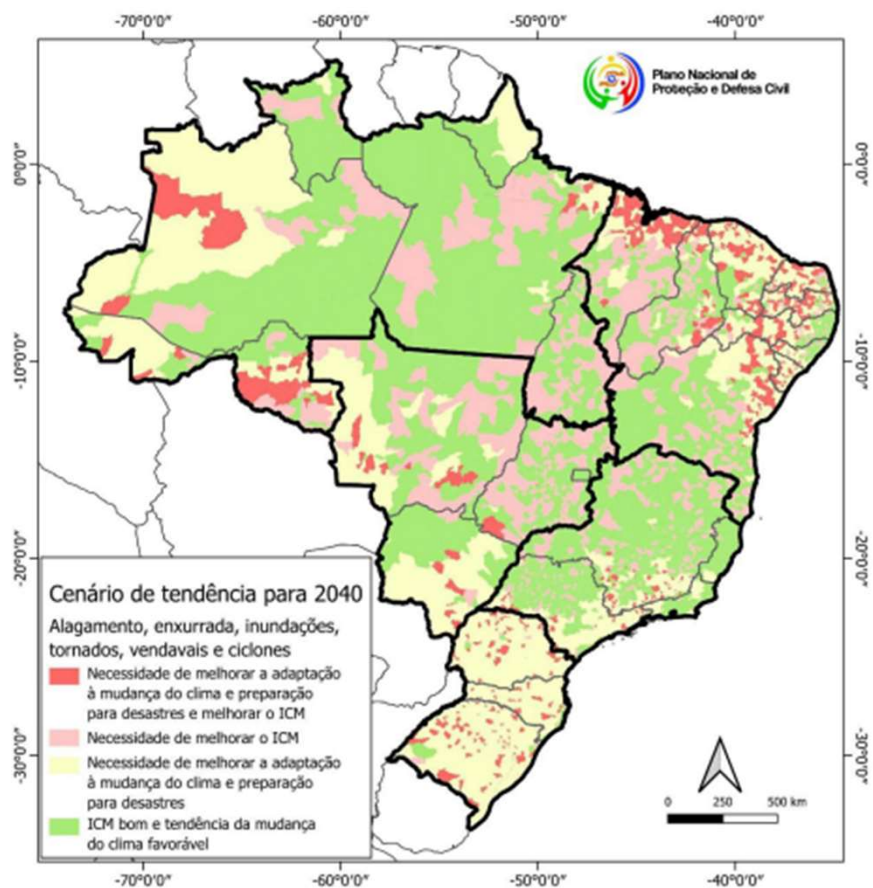 -70°0'0"
-60°0'0"
-50°0'0"
-40°0'0"
Plano Nacional de
Proteção e Defesa Civil
0°0'0"
0°0'0"
-10°0'0"
-10°0'0"
-20°0'0"
-20°0'0"
-30°0'0"
-30°0'0"
Cenário de tendência para 2040
Alagamento, enxurrada, inundações,
tornados, vendavais e ciclones
Necessidade de melhorar a adaptação
à mudança do clima e preparação
para desastres e melhorar o ICM
Necessidade de melhorar o ICM
Necessidade de melhorar a adaptação
à mudança do clima e preparação
para desastres
ICM bom e tendência da mudança
do clima favorável
0 250 500 km
-70°0'0"
-60°0'0"
-50°0'0"
-40°0'0"